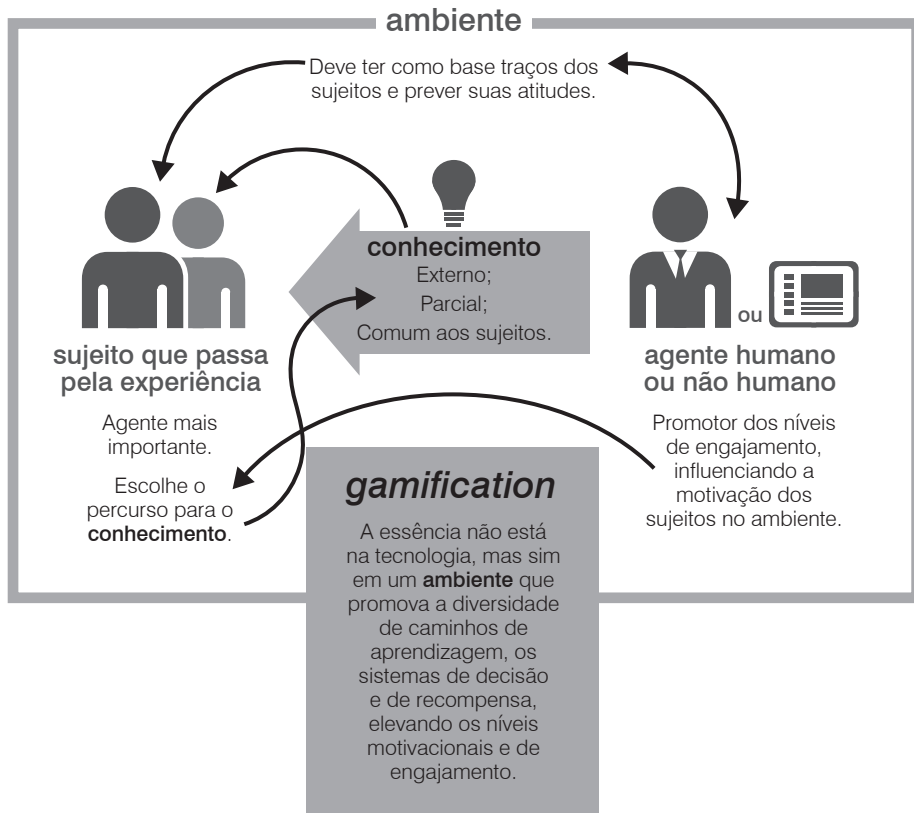 ambiente
Deve ter como base traços dos
sujeitos e prever suas atitudes.
conhecimento
Externo;
Parcial;
Comum aos sujeitos.
ou
sujeito que passa
pela experiência
Agente mais
importante.
Escolhe o
percurso para o
conhecimento.
agente humano
ou não humano
Promotor dos níveis
de engajamento,
influenciando a
motivação dos
sujeitos no ambiente.
gamification
A essência não está
na tecnologia, mas sim
em um ambiente que
promova a diversidade
de caminhos de
aprendizagem, os
sistemas de decisão
e de recompensa,
elevando os níveis
motivacionais e de
engajamento.